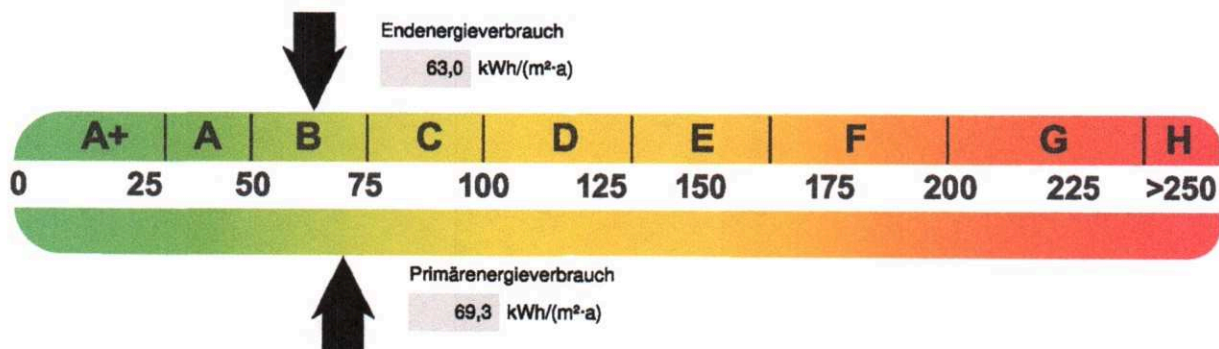 Endenergieverbrauch
63,0 kWh/(m²·a)
A+ A B C D E F G H
0 25 50 75 100 125 150 175 200 225 >250
Primärenergieverbrauch
69,3 kWh/(m²·a)